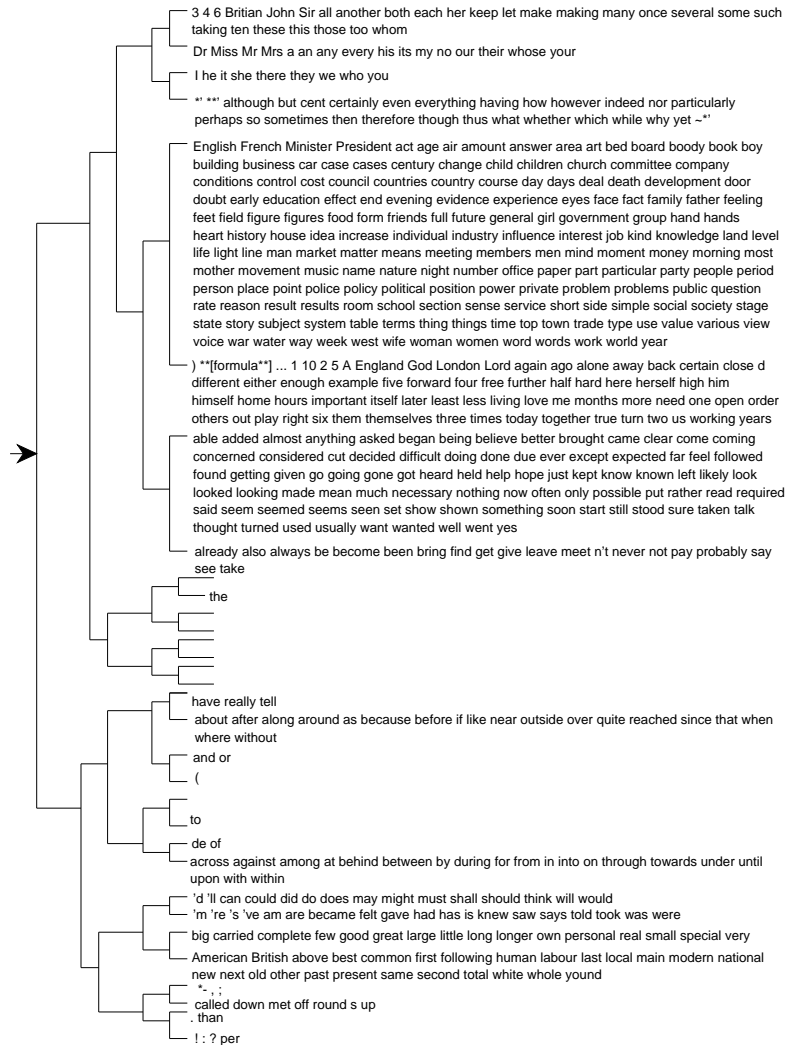 3 4 6 Britian John Sir all another both each her keep let make making many once several some such
taking ten these this those too whom
Dr Miss Mr Mrs a an any every his its my no our their whose your
I he it she there they we who you
*' **' although but cent certainly even everything having how however indeed nor particularly
perhaps so sometimes then therefore though thus what whether which while why yet ~*'
English French Minister President act age air amount answer area art bed board boody book boy
building business car case cases century change child children church committee company
conditions control cost council countries country course day days deal death development door
doubt early education effect end evening evidence experience eyes face fact family father feeling
feet field figure figures food form friends full future general girl government group hand hands
heart history house idea increase individual industry influence interest job kind knowledge land level
life light line man market matter means meeting members men mind moment money morning most
mother movement music name nature night number office paper part particular party people period
person place point police policy political position power private problem problems public question
rate reason result results room school section sense service short side simple social society stage
state story subject system table terms thing things time top town trade type use value various view
voice war water way week west wife woman women word words work world year
) **[formula**] ... 1 10 2 5 A England God London Lord again ago alone away back certain close d
different either enough example five forward four free further half hard here herself high him
himself home hours important itself later least less living love me months more need one open order
others out play right six them themselves three times today together true turn two us working years
able added almost anything asked began being believe better brought came clear come coming
concerned considered cut decided difficult doing done due ever except expected far feel followed
found getting given go going gone got heard held help hope just kept know known left likely look
looked looking made mean much necessary nothing now often only possible put rather read required
said seem seemed seems seen set show shown something soon start still stood sure taken talk
thought turned used usually want wanted well went yes
already also always be become been bring find get give leave meet n't never not pay probably say
see take
the
have really tell
about after along around as because before if like near outside over quite reached since that when
where without
and or
(
to
de of
across against among at behind between by during for from in into on through towards under until
upon with within
'd 'll can could did do does may might must shall should think will would
'm 're 's 've am are became felt gave had has is knew saw says told took was were
big carried complete few good great large little long longer own personal real small special very
American British above best common first following human labour last local main modern national
new next old other past present same second total white whole yound
*- , ;
called down met off round s up
. than
! : ? per